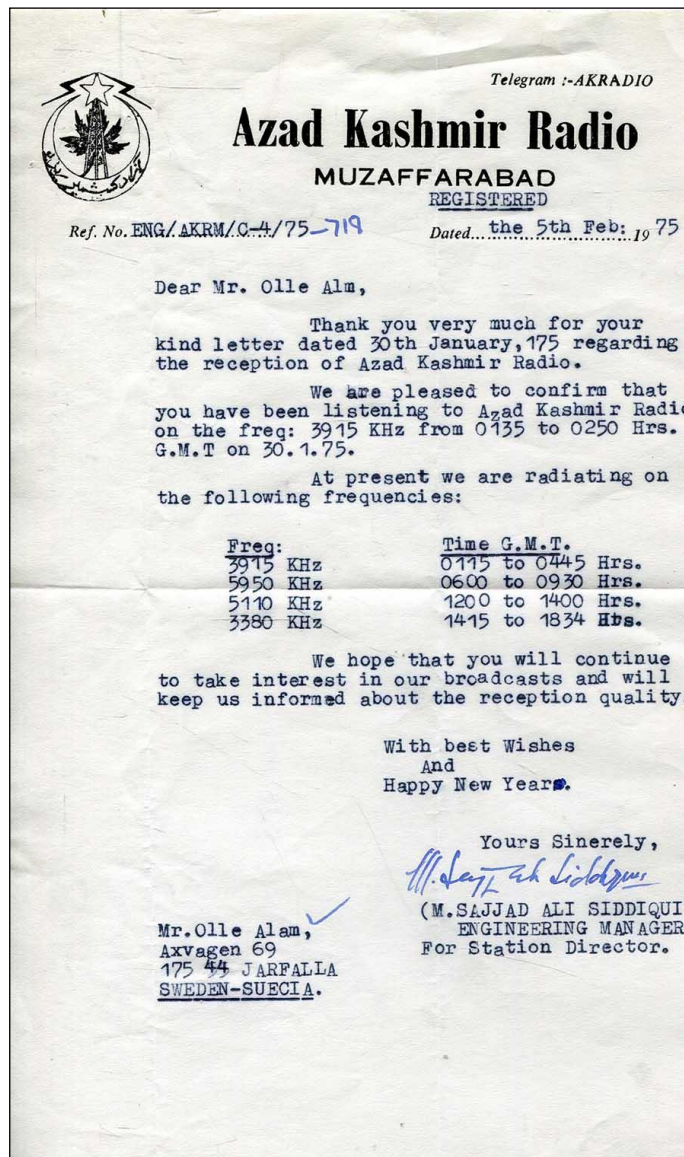 Telegram :-AKRADIO
Azad Kashmir Radio
MUZAFFARABAD
REGISTERED
Ref. No. ENG/AKRM/C-4/75-719 Dated... the 5th Feb: 19 75
Dear Mr. Olle Alm,
Thank you very much for your
kind letter dated 30th January,175 regarding
the reception of Azad Kashmir Radio.
We are pleased to confirm that
you have been listening to Azad Kashmir Radio
on the freq: 3915 KHz from 0135 to 0250 Hrs.
G.M.T on 30.1.75.
At present we are radiating on
the following frequencies:
Freq: Time G.M.T.
3915 KHz 0115 to 0445 Hrs.
5950 KHz 0600 to 0930 Hrs.
5110 KHz 1200 to 1400 Hrs.
3380 KHz 1415 to 1834 Hrs.
We hope that you will continue
to take interest in our broadcasts and will
keep us informed about the reception quality
With best Wishes
And
Happy New Year.
Yours Sinerely,
(M.SAJJAD ALI SIDDIQUI
ENGINEERING MANAGER
For Station Director.
Mr.Olle Alam,
Axvagen 69
175 44 JARFALLA
SWEDEN-SUECIA.